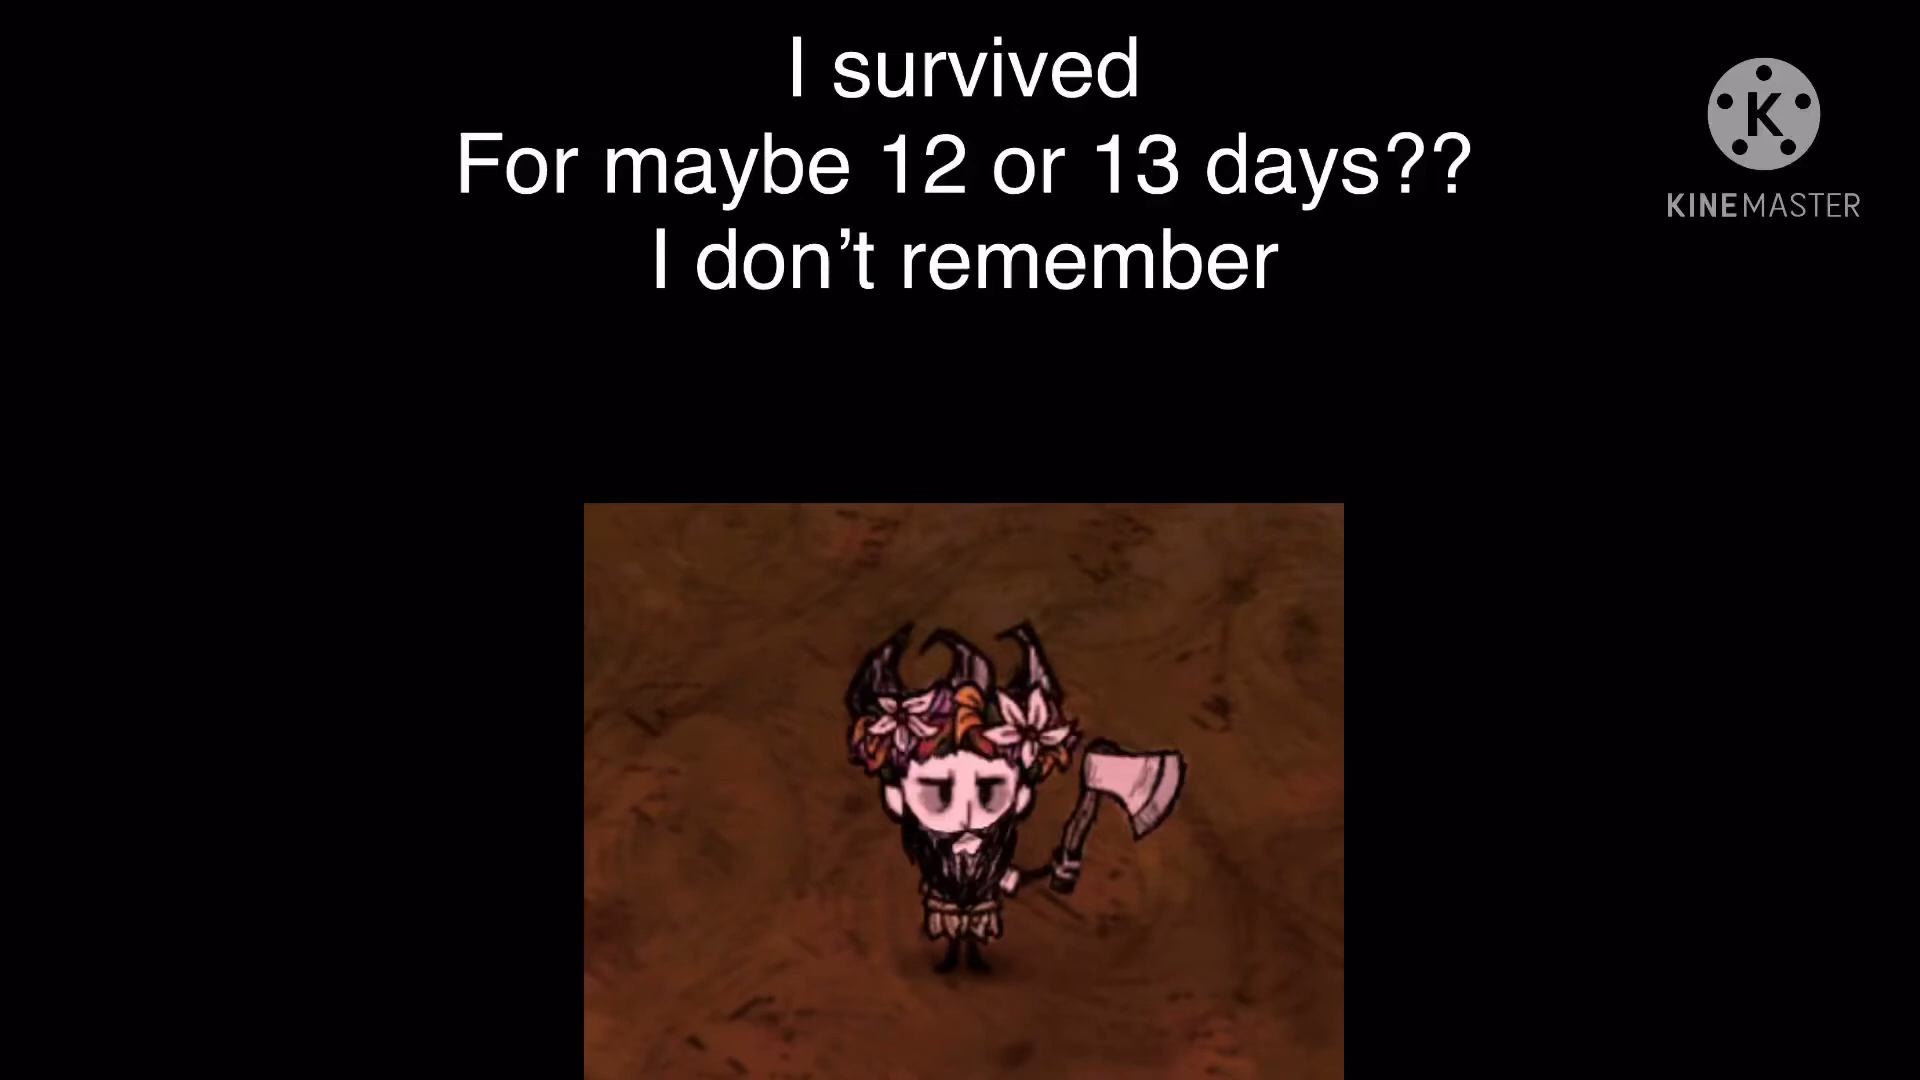 I survived
For maybe 12 or 13 days??
I don’t remember
K
KINEMASTER